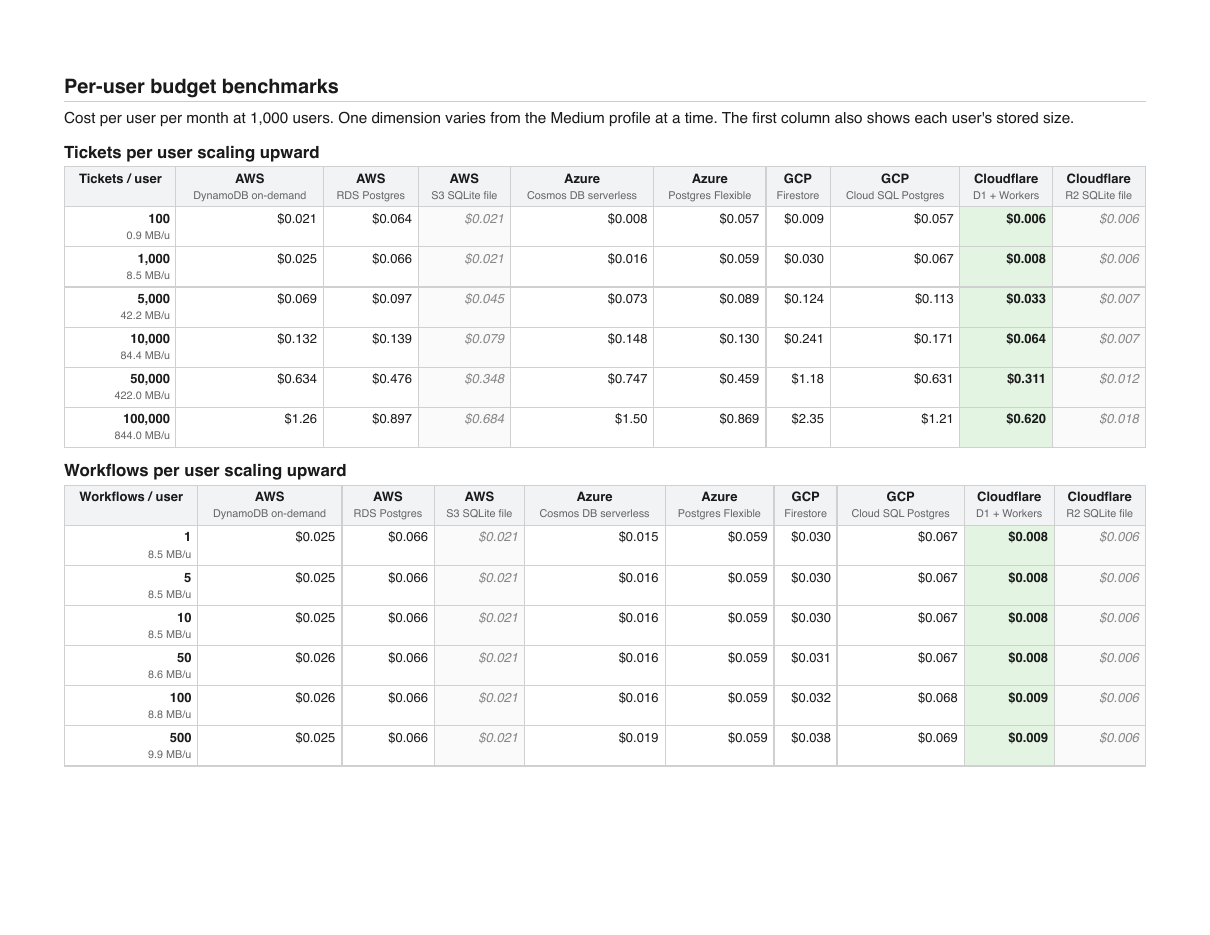 Per-user budget benchmarks
Cost per user per month at 1,000 users. One dimension varies from the Medium profile at a time. The first column also shows each user's stored size.
Tickets per user scaling upward
Tickets / user AWS AWS AWS Azure Azure GCP GCP Cloudflare Cloudflare
DynamoDB on-demand RDS Postgres S3 SQLite file Cosmos DB serverless Postgres Flexible Firestore Cloud SQL Postgres D1 + Workers R2 SQLite file
100 $0.021 $0.064 $0.021 $0.008 $0.057 $0.009 $0.057 $0.006 $0.006
0.9 MB/u
1,000 $0.025 $0.066 $0.021 $0.016 $0.059 $0.030 $0.067 $0.008 $0.006
8.5 MB/u
5,000 $0.069 $0.097 $0.045 $0.073 $0.089 $0.124 $0.113 $0.033 $0.007
42.2 MB/u
10,000 $0.132 $0.139 $0.079 $0.148 $0.130 $0.241 $0.171 $0.064 $0.007
84.4 MB/u
50,000 $0.634 $0.476 $0.348 $0.747 $0.459 $1.18 $0.631 $0.311 $0.012
422.0 MB/u
100,000 $1.26 $0.897 $0.684 $1.50 $0.869 $2.35 $1.21 $0.620 $0.018
844.0 MB/u
Workflows per user scaling upward
Workflows / user AWS AWS AWS Azure Azure GCP GCP Cloudflare Cloudflare
DynamoDB on-demand RDS Postgres S3 SQLite file Cosmos DB serverless Postgres Flexible Firestore Cloud SQL Postgres D1 + Workers R2 SQLite file
1 $0.025 $0.066 $0.021 $0.015 $0.059 $0.030 $0.067 $0.008 $0.006
8.5 MB/u
5 $0.025 $0.066 $0.021 $0.016 $0.059 $0.030 $0.067 $0.008 $0.006
8.5 MB/u
10 $0.025 $0.066 $0.021 $0.016 $0.059 $0.030 $0.067 $0.008 $0.006
8.5 MB/u
50 $0.026 $0.066 $0.021 $0.016 $0.059 $0.031 $0.067 $0.008 $0.006
8.6 MB/u
100 $0.026 $0.066 $0.021 $0.016 $0.059 $0.032 $0.068 $0.009 $0.006
8.8 MB/u
500 $0.025 $0.066 $0.021 $0.019 $0.059 $0.038 $0.069 $0.009 $0.006
9.9 MB/u